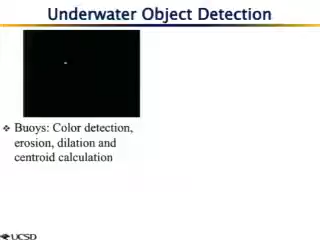 Underwater Object Detection
❖ Buoys: Color detection,
erosion, dilation and
centroid calculation
UCSD